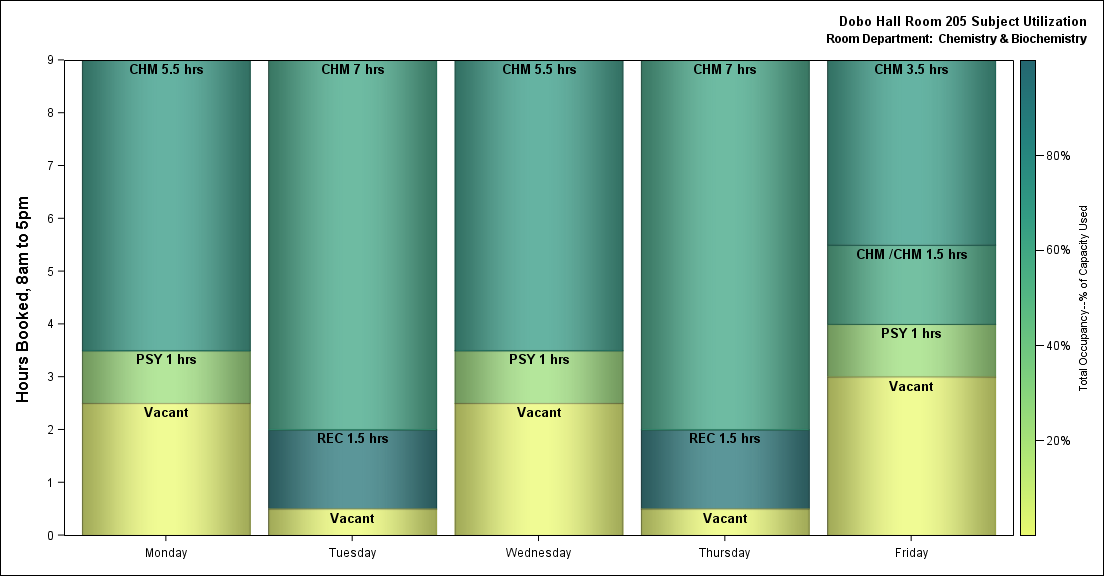 Dobo Hall Room 205 Subject Utilization
Room Department: Chemistry & Biochemistry
Hours Booked, 8am to 5pm
9
8
7
6
5
4
3
2
1
0
CHM 5.5 hrs
PSY 1 hrs
Vacant
CHM 7 hrs
REC 1.5 hrs
Vacant
CHM 5.5 hrs
PSY 1 hrs
Vacant
CHM 7 hrs
REC 1.5 hrs
Vacant
CHM 3.5 hrs
CHM /CHM 1.5 hrs
PSY 1 hrs
Vacant
Monday
Tuesday
Wednesday
Thursday
Friday
80%
60%
40%
20%
Total Occupancy--% of Capacity Used